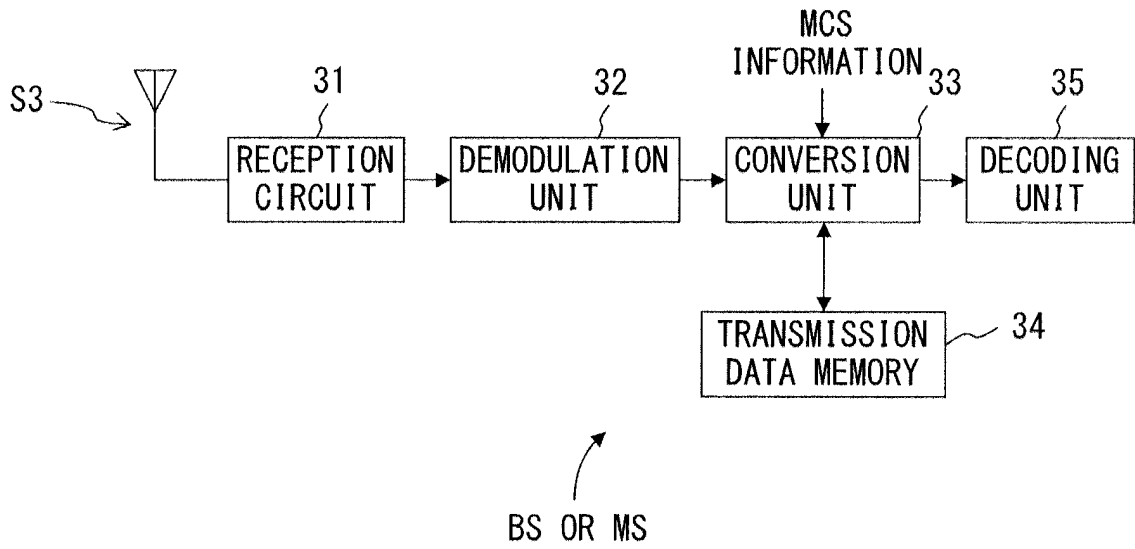 MCS
INFORMATION
S3
31
32
33
35
RECEPTION
CIRCUIT
DEMODULATION
UNIT
CONVERSION
UNIT
DECODING
UNIT
TRANSMISSION
DATA MEMORY
34
BS OR MS